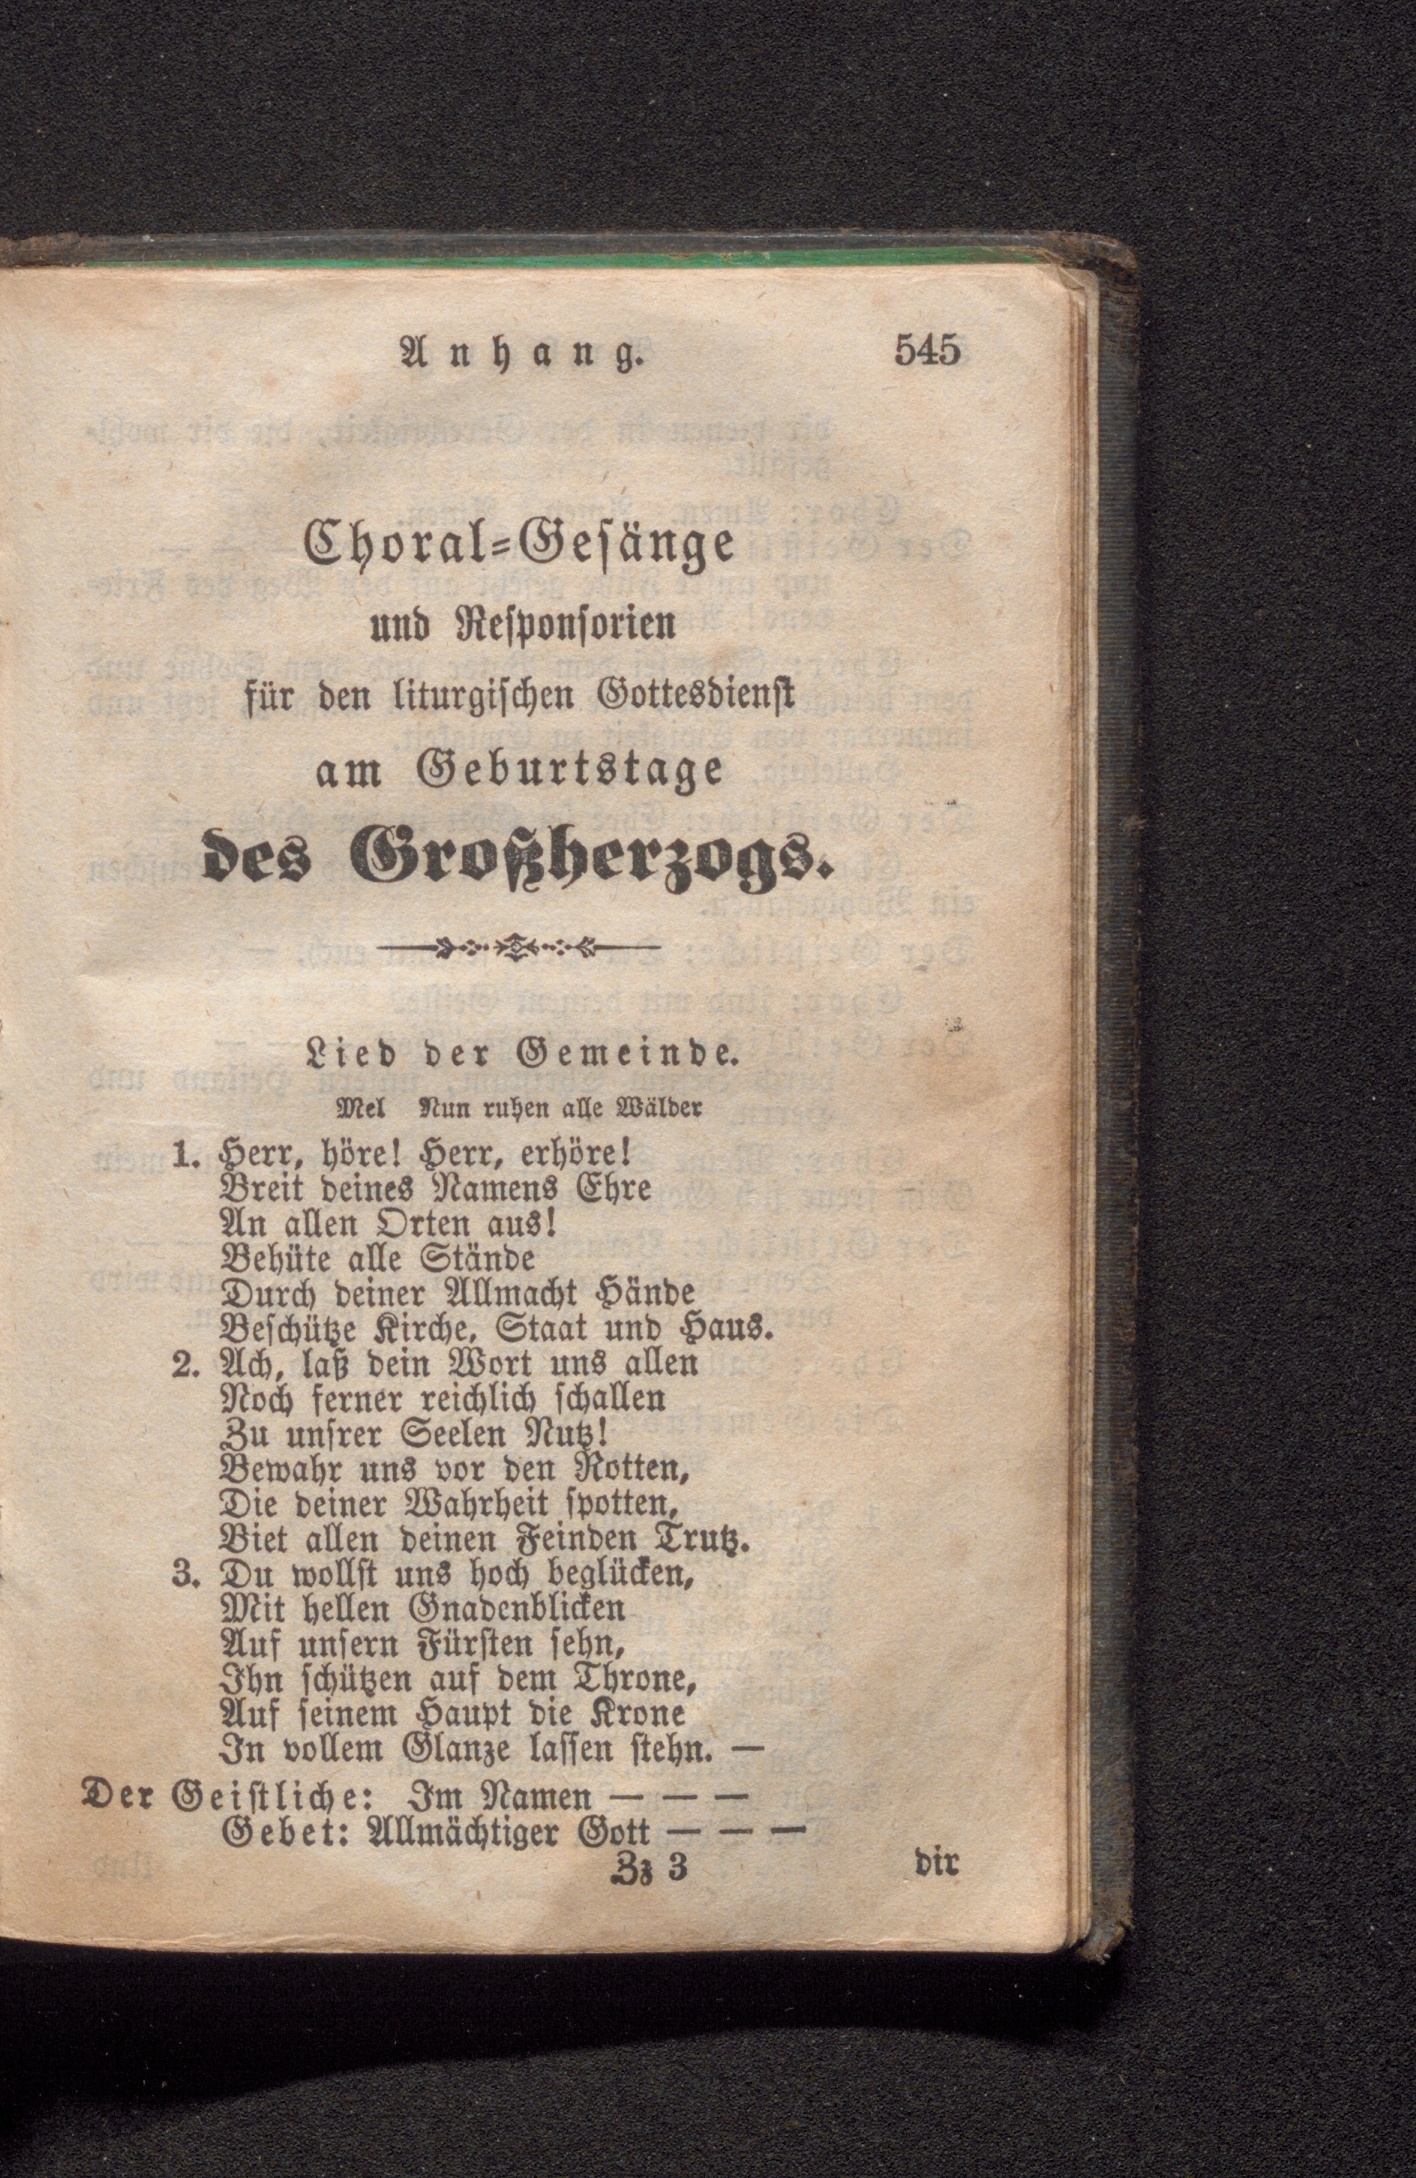 Anhang. 545
Choral-Gesänge
und Responsorien
für den liturgischen Gottesdienst
am Geburtstage
des Großherzogs.
Lied der Gemeinde.
Mel Nun ruhen alle Wälder
1. Herr, höre! Herr, erhöre!
Breit deines Namens Ehre
An allen Orten aus!
Behüte alle Stände
Durch deiner Allmacht Hände
Beschütze Kirche, Staat und Haus.
2. Ach, laß dein Wort uns allen
Noch ferner reichlich schallen
Zu unsrer Seelen Nutz!
Bewahr uns vor den Rotten,
Die deiner Wahrheit spotten,
Biet allen deinen Feinden Trutz.
3. Du wollst uns hoch beglücken,
Mit hellen Gnadenblicken
Auf unsern Fürsten sehn,
Ihn schützen auf dem Throne,
Auf seinem Haupt die Krone
In vollem Glanze lassen stehn. —
Der Geistliche: Im Namen — — —
Gebet: Allmächtiger Gott — — —
Zz 3 dir